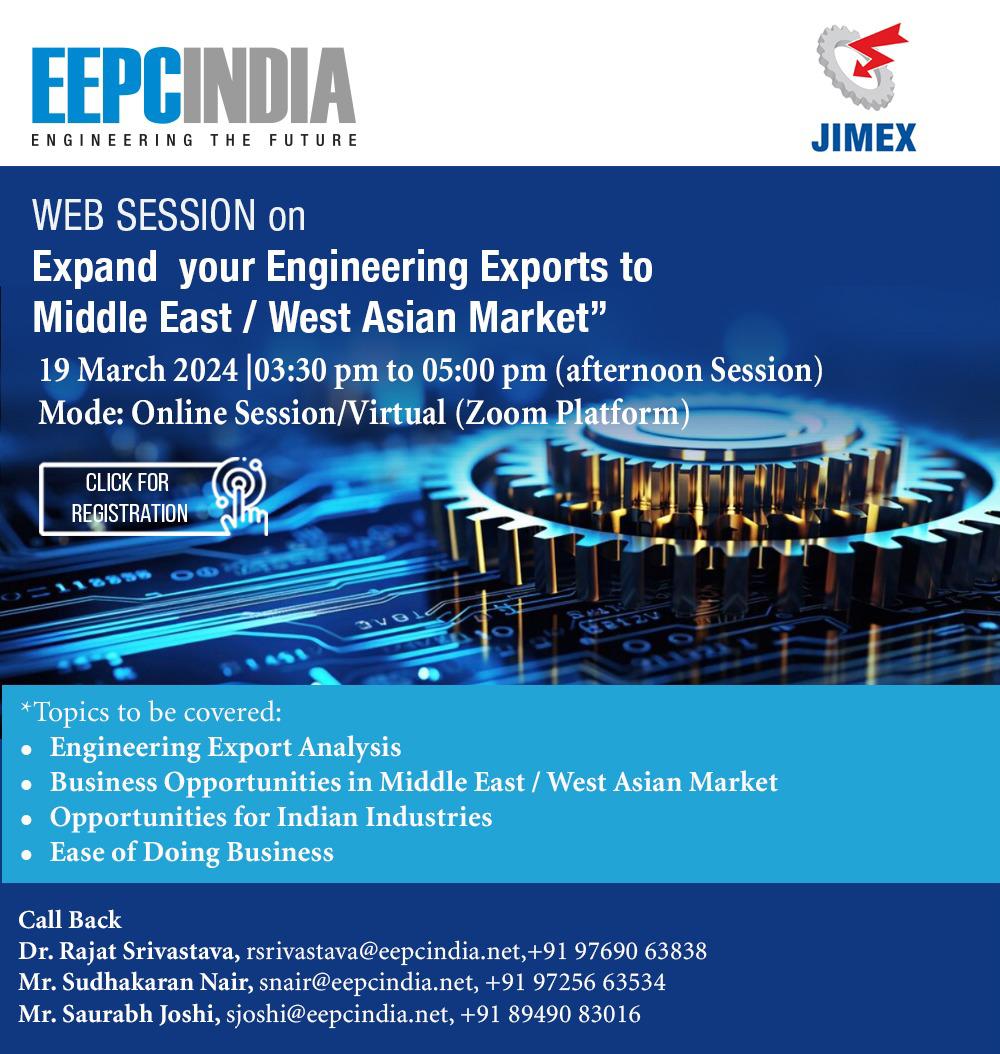 EEPCINDIA
ENGINEERING THE FUTURE
JIMEX
WEB SESSION on
Expand your Engineering Exports to
Middle East / West Asian Market”
19 March 2024 |03:30 pm to 05:00 pm (afternoon Session)
Mode: Online Session/Virtual (Zoom Platform)
CLICK FOR
REGISTRATION
*Topics to be covered:
• Engineering Export Analysis
• Business Opportunities in Middle East / West Asian Market
• Opportunities for Indian Industries
• Ease of Doing Business
Call Back
Dr. Rajat Srivastava, rsrivastava@eepcindia.net,+91 97690 63838
Mr. Sudhakaran Nair, snair@eepcindia.net, +91 97256 63534
Mr. Saurabh Joshi, sjoshi@eepcindia.net, +91 89490 83016